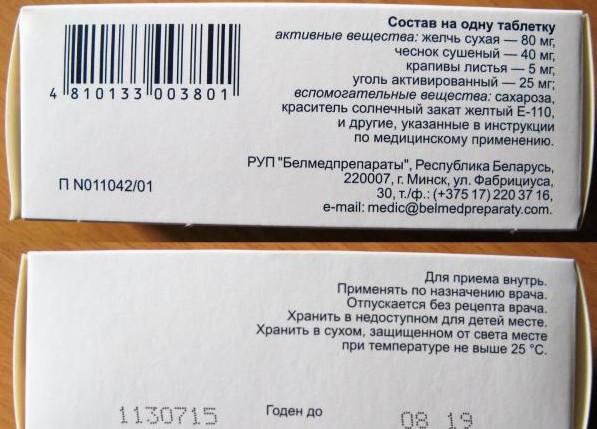 Состав на одну таблетку
активные вещества: желчь сухая — 80 мг,
чеснок сушеный — 40 мг,
крапивы листья — 5 мг,
уголь активированный — 25 мг;
вспомогательные вещества: сахароза,
краситель солнечный закат желтый Е-110,
и другие, указанные в инструкции
по медицинскому применению.
4 810133 003801
РУП "Белмедпрепараты", Республика Беларусь,
220007, г. Минск, ул. Фабрициуса,
30, т./ф.: (+375 17) 220 37 16,
e-mail: medic@belmedpreparaty.com.
П N011042/01
Для приема внутрь.
Применять по назначению врача.
Отпускается без рецепта врача.
Хранить в недоступном для детей месте.
Хранить в сухом, защищенном от света месте
при температуре не выше 25 °С.
1130715 Годен до 08 19